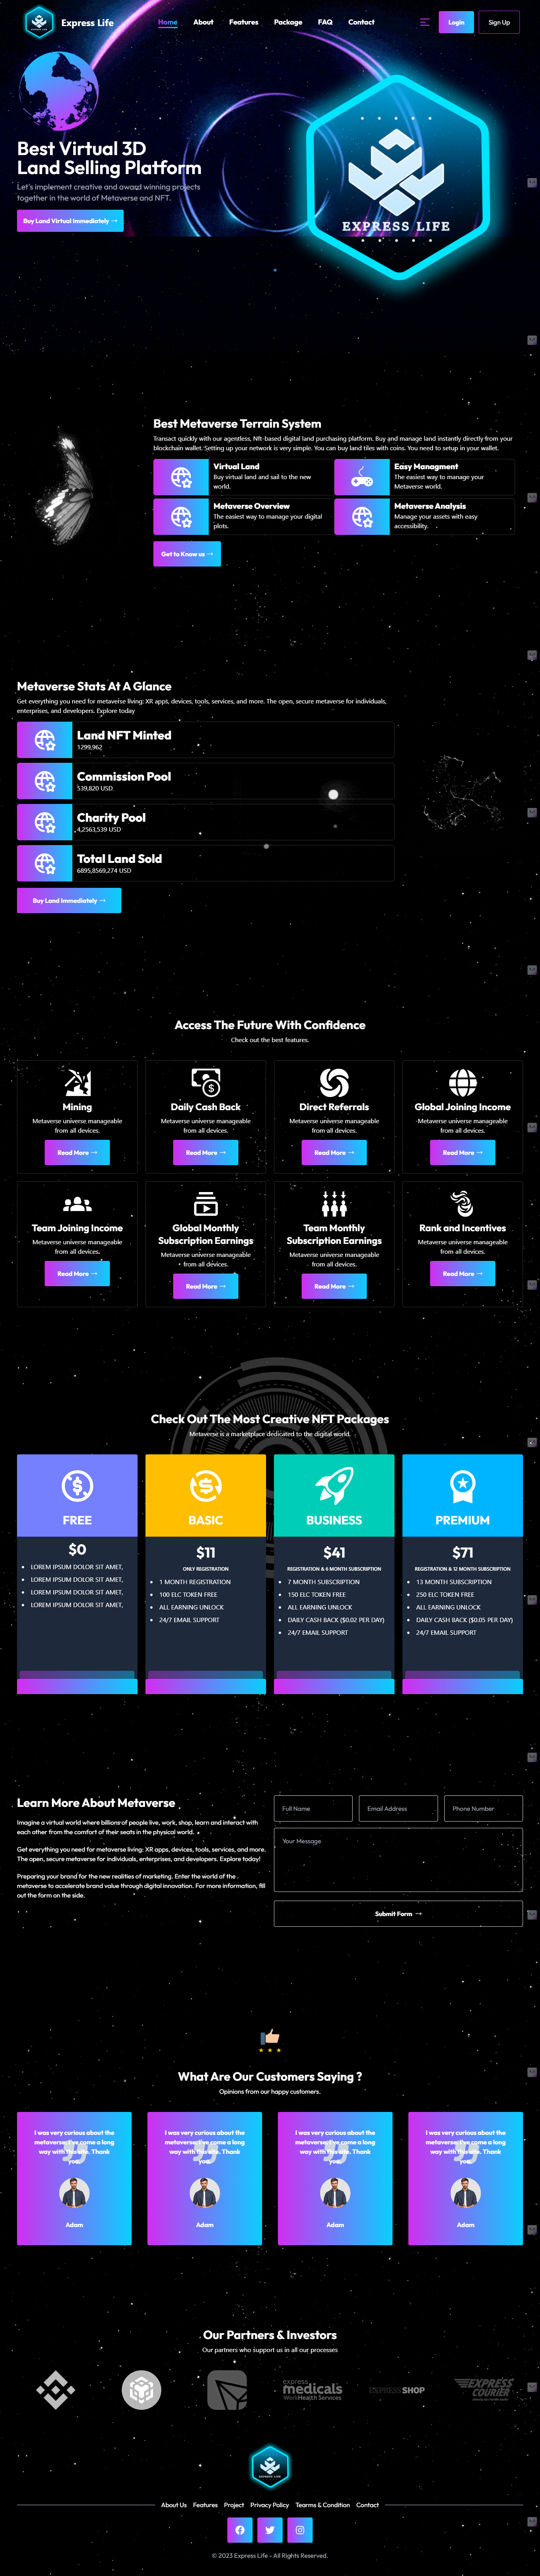 Express Life
Home
About
Features
Package
FAQ
Contact
Login
Sign Up
Best Virtual 3D
Land Selling Platform
Let's implement creative and award winning projects
together in the world of Metaverse and NFT.
Buy Land Virtual Immediately →
EXPRESS LIFE
Best Metaverse Terrain System
Transact quickly with our agentless, Nft-based digital land purchasing platform. Buy and manage land instantly directly from your
blockchain wallet. Setting up your network is very simple. You can buy land tiles with coins. You need to setup in your wallet.
Virtual Land
Buy virtual land and sail to the new
world.
Easy Managment
The easiest way to manage your
Metaverse world.
Metaverse Overview
The easiest way to manage your digital
plots.
Metaverse Analysis
Manage your assets with easy
accessibility.
Get to Know us →
Metaverse Stats At A Glance
Get everything you need for metaverse living: XR apps, devices, tools, services, and more. The open, secure metaverse for individuals,
enterprises, and developers. Explore today
Land NFT Minted
1299,962
Commission Pool
539,820 USD
Charity Pool
4,2563,539 USD
Total Land Sold
6895,8569,274 USD
Buy Land Immediately →
Access The Future With Confidence
Check out the best features.
Mining
Metaverse universe manageable
from all devices.
Read More →
Daily Cash Back
Metaverse universe manageable
from all devices.
Read More →
Direct Referrals
Metaverse universe manageable
from all devices.
Read More →
Global Joining Income
Metaverse universe manageable
from all devices.
Read More →
Team Joining Income
Metaverse universe manageable
from all devices.
Read More →
Global Monthly
Subscription Earnings
Metaverse universe manageable
from all devices.
Read More →
Team Monthly
Subscription Earnings
Metaverse universe manageable
from all devices.
Read More →
Rank and Incentives
Metaverse universe manageable
from all devices.
Read More →
Check Out The Most Creative NFT Packages
Metaverse is a marketplace dedicated to the digital world.
FREE
$0
LOREM IPSUM DOLOR SIT AMET,
LOREM IPSUM DOLOR SIT AMET,
LOREM IPSUM DOLOR SIT AMET,
LOREM IPSUM DOLOR SIT AMET,
BASIC
$11
ONLY REGISTRATION
1 MONTH REGISTRATION
100 ELC TOKEN FREE
ALL EARNING UNLOCK
24/7 EMAIL SUPPORT
BUSINESS
$41
REGISTRATION & 6 MONTH SUBSCRIPTION
7 MONTH SUBSCRIPTION
150 ELC TOKEN FREE
ALL EARNING UNLOCK
DAILY CASH BACK ($0.02 PER DAY)
24/7 EMAIL SUPPORT
PREMIUM
$71
REGISTRATION & 12 MONTH SUBSCRIPTION
13 MONTH SUBSCRIPTION
250 ELC TOKEN FREE
ALL EARNING UNLOCK
DAILY CASH BACK ($0.05 PER DAY)
24/7 EMAIL SUPPORT
Learn More About Metaverse
Imagine a virtual world where billions of people live, work, shop, learn and interact with
each other from the comfort of their seats in the physical world.
Get everything you need for metaverse living: XR apps, devices, tools, services, and more.
The open, secure metaverse for individuals, enterprises, and developers. Explore today!
Preparing your brand for the new realities of marketing. Enter the world of the
metaverse to accelerate brand value through digital innovation. For more information, fill
out the form on the side.
Full Name
Email Address
Phone Number
Your Message
Submit Form →
What Are Our Customers Saying ?
Opinions from our happy customers.
I was very curious about the
metaverse. I've come a long
way with this site. Thank
you.
Adam
I was very curious about the
metaverse. I've come a long
way with this site. Thank
you.
Adam
I was very curious about the
metaverse. I've come a long
way with this site. Thank
you.
Adam
I was very curious about the
metaverse. I've come a long
way with this site. Thank
you.
Adam
Our Partners & Investors
Our partners who support us in all our processes
express
medicals
Work Health Services
EXPRESS SHOP
EXPRESS
COURIER
EXPRESS LIFE
About Us
Features
Project
Privacy Policy
Tearms & Condition
Contact
© 2023 Express Life - All Rights Reserved.